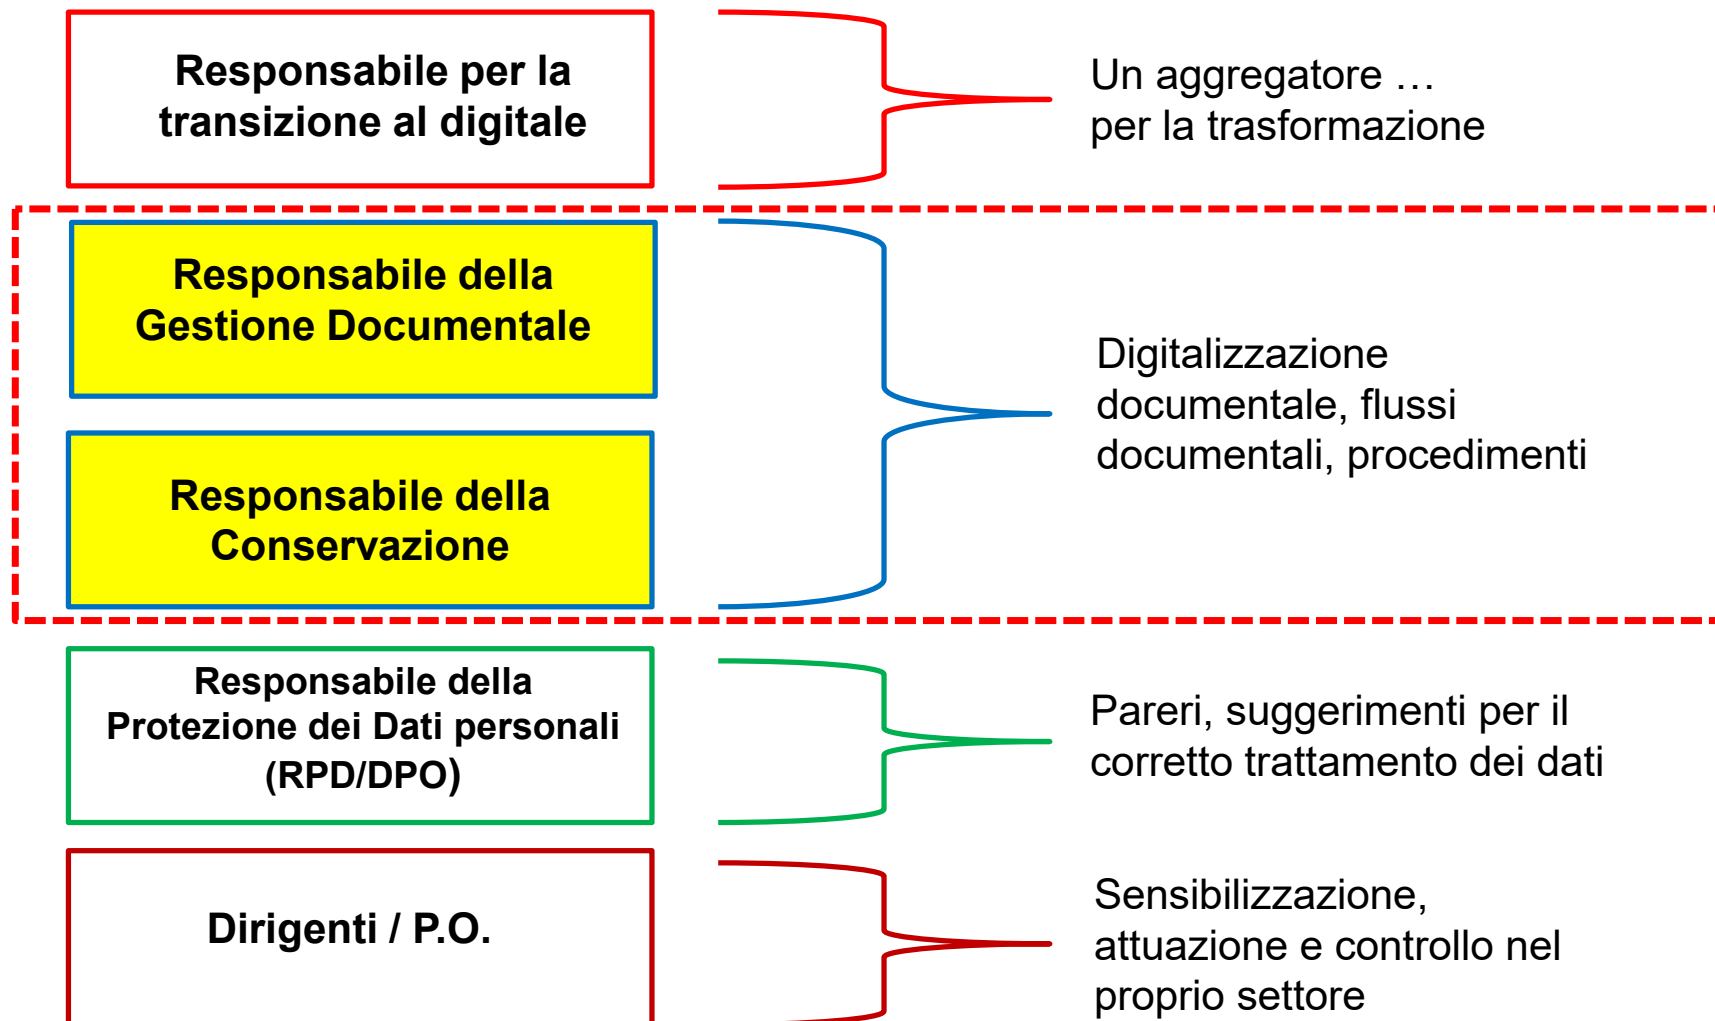 Responsabile per la
transizione al digitale
Un aggregatore …
per la trasformazione
Responsabile della
Gestione Documentale
Responsabile della
Conservazione
Digitalizzazione
documentale, flussi
documentali, procedimenti
Responsabile della
Protezione dei Dati personali
(RPD/DPO)
Pareri, suggerimenti per il
corretto trattamento dei dati
Dirigenti / P.O.
Sensibilizzazione,
attuazione e controllo nel
proprio settore